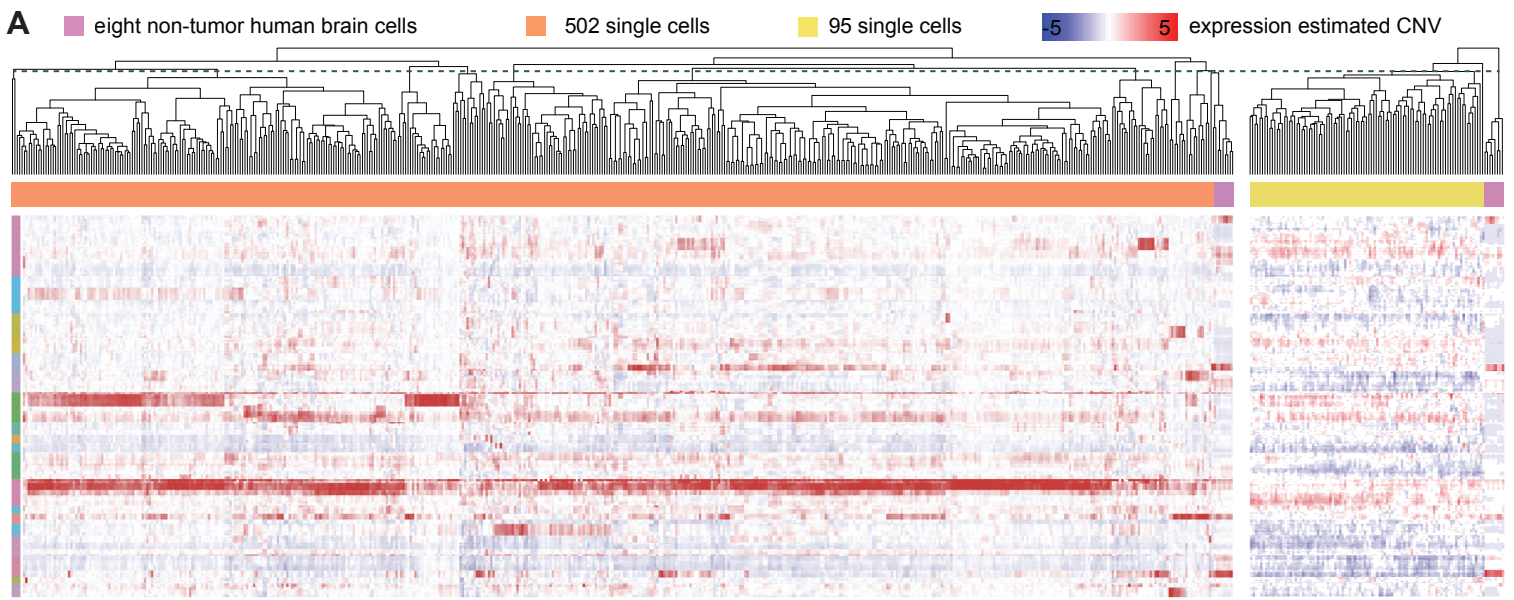 A
eight non-tumor human brain cells
502 single cells
95 single cells
-5 5 expression estimated CNV